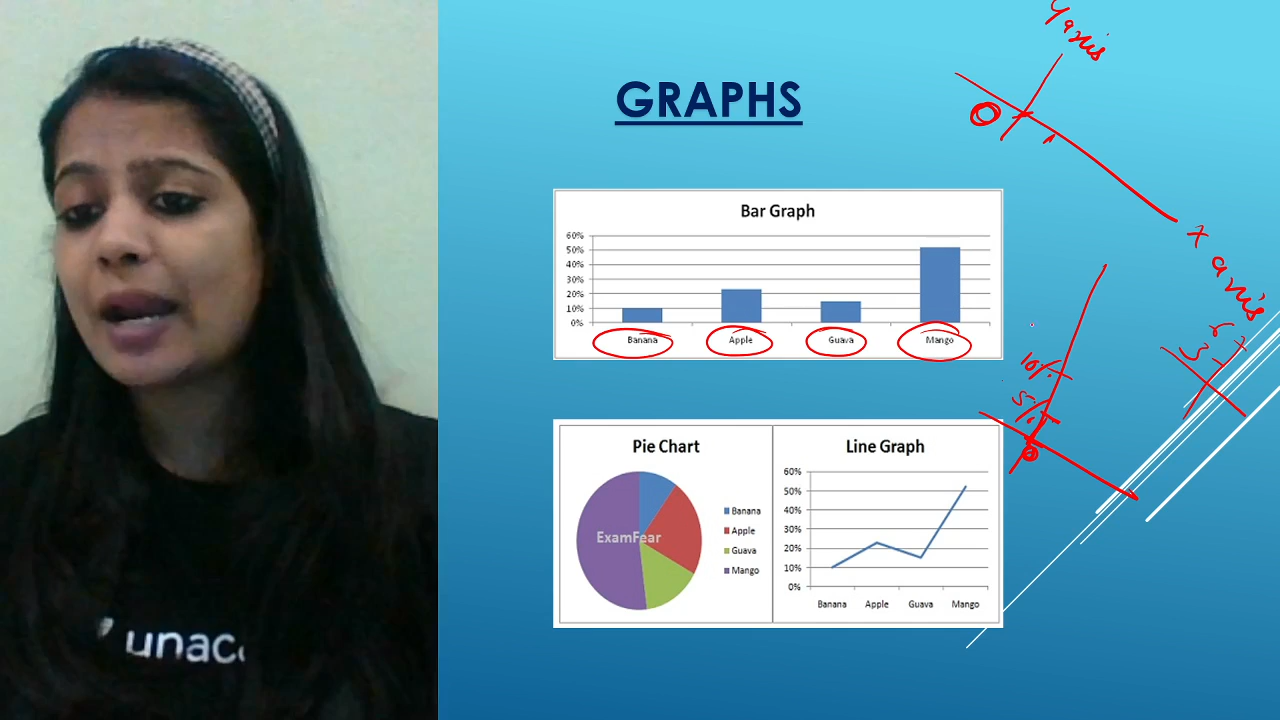 GRAPHS
Y axis
O
x axis
Bar Graph
60%
50%
40%
30%
20%
10%
0%
Banana Apple Guava Mango
10%
5%
0
6
3
Pie Chart
ExamFear
Banana
Apple
Guava
Mango
Line Graph
60%
50%
40%
30%
20%
10%
0%
Banana Apple Guava Mango
unac